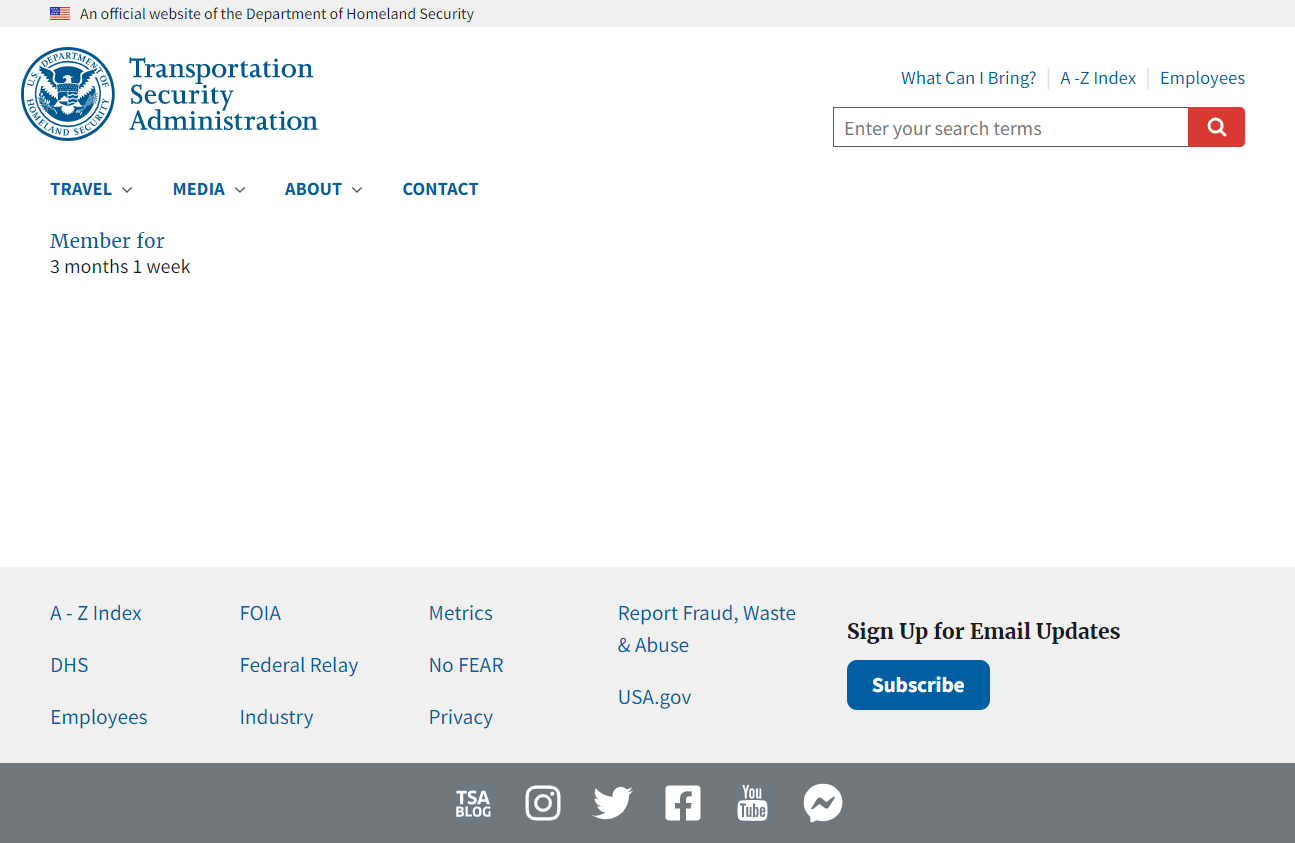 An official website of the Department of Homeland Security
U.S. DEPARTMENT OF
HOMELAND SECURITY
Transportation
Security
Administration
What Can I Bring?
A -Z Index
Employees
Enter your search terms
TRAVEL
MEDIA
ABOUT
CONTACT
Member for
3 months 1 week
A - Z Index
DHS
Employees
FOIA
Federal Relay
Industry
Metrics
No FEAR
Privacy
Report Fraud, Waste
& Abuse
USA.gov
Sign Up for Email Updates
Subscribe
TSA
BLOG
You
Tube